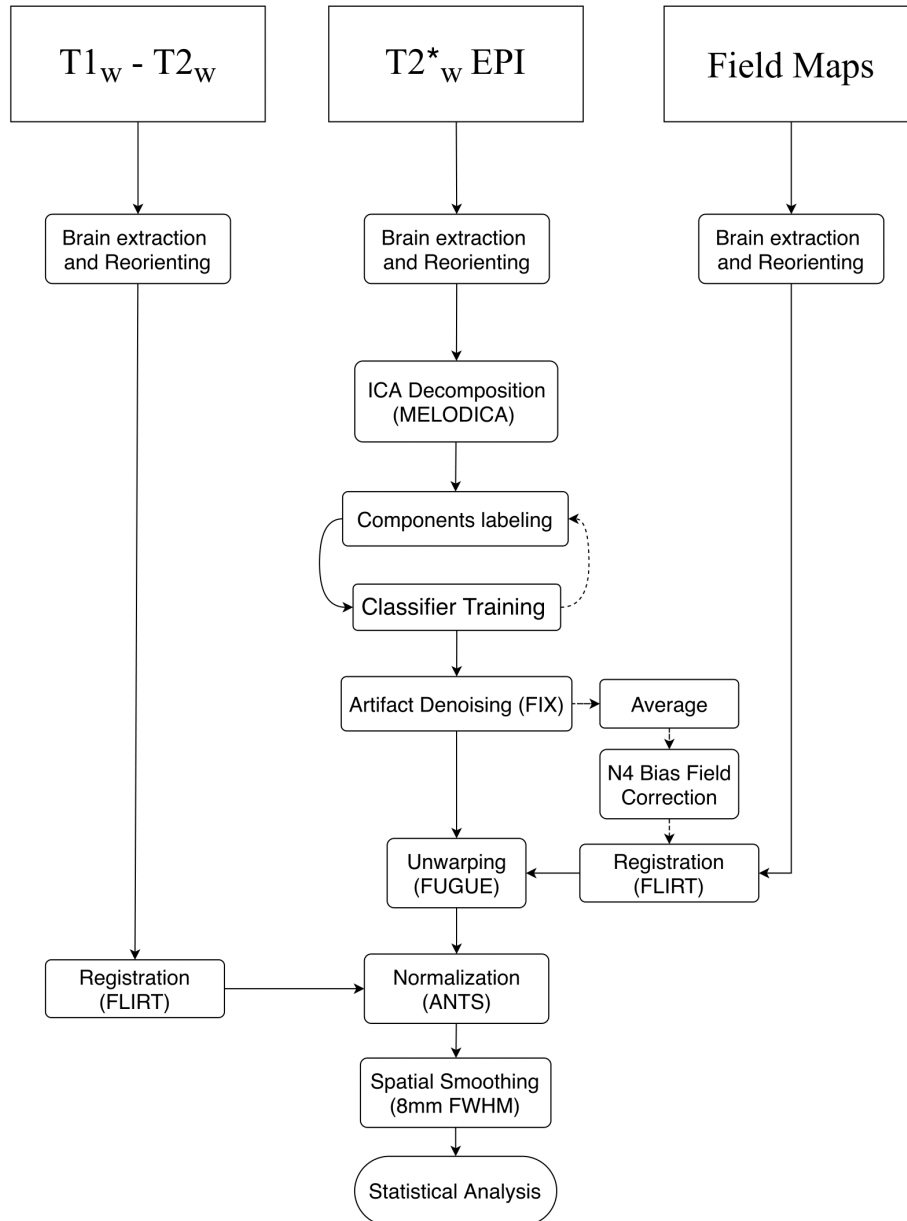 T1w - T2w
T2*w EPI
Field Maps
Brain extraction
and Reorienting
Brain extraction
and Reorienting
Brain extraction
and Reorienting
ICA Decomposition
(MELODICA)
Components labeling
Classifier Training
Artifact Denoising (FIX)
Average
N4 Bias Field
Correction
Unwarping
(FUGUE)
Registration
(FLIRT)
Registration
(FLIRT)
Normalization
(ANTS)
Spatial Smoothing
(8mm FWHM)
Statistical Analysis